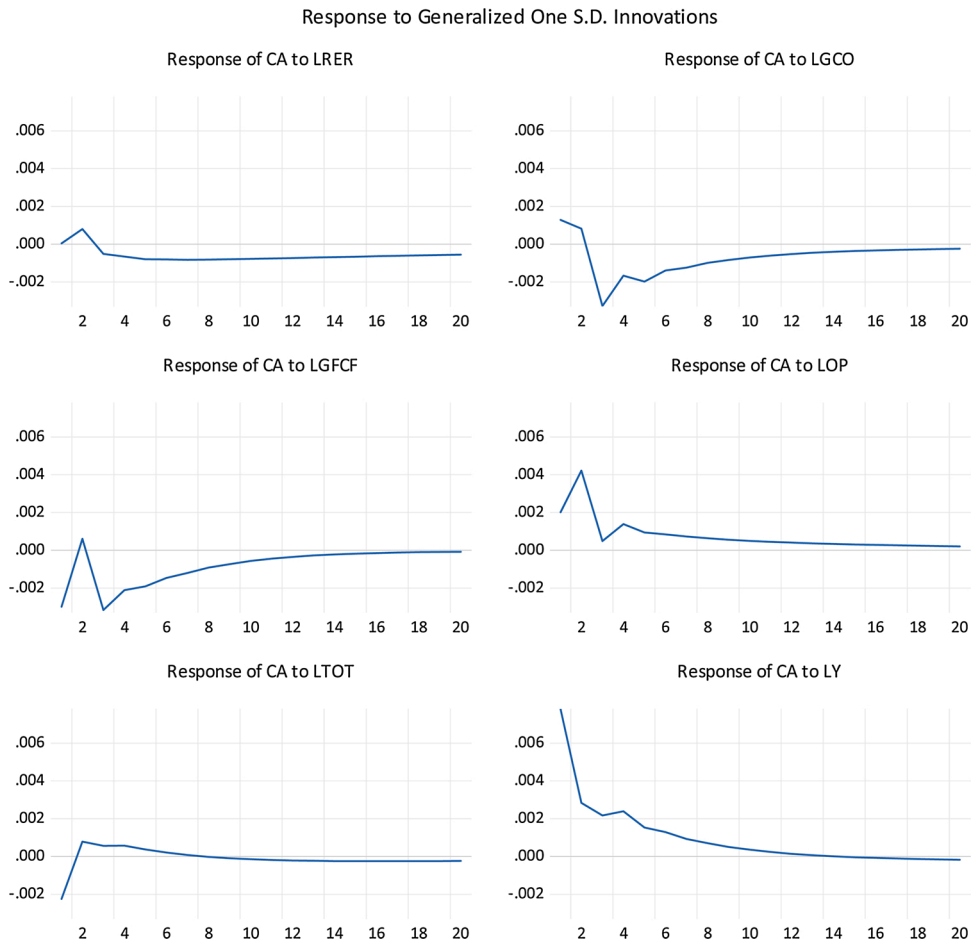 Response to Generalized One S.D. Innovations
Response of CA to LRER
.006
.004
.002
.000
-.002
2 4 6 8 10 12 14 16 18 20
Response of CA to LGCO
.006
.004
.002
.000
-.002
2 4 6 8 10 12 14 16 18 20
Response of CA to LGFCF
.006
.004
.002
.000
-.002
2 4 6 8 10 12 14 16 18 20
Response of CA to LOP
.006
.004
.002
.000
-.002
2 4 6 8 10 12 14 16 18 20
Response of CA to LTOT
.006
.004
.002
.000
-.002
2 4 6 8 10 12 14 16 18 20
Response of CA to LY
.006
.004
.002
.000
-.002
2 4 6 8 10 12 14 16 18 20